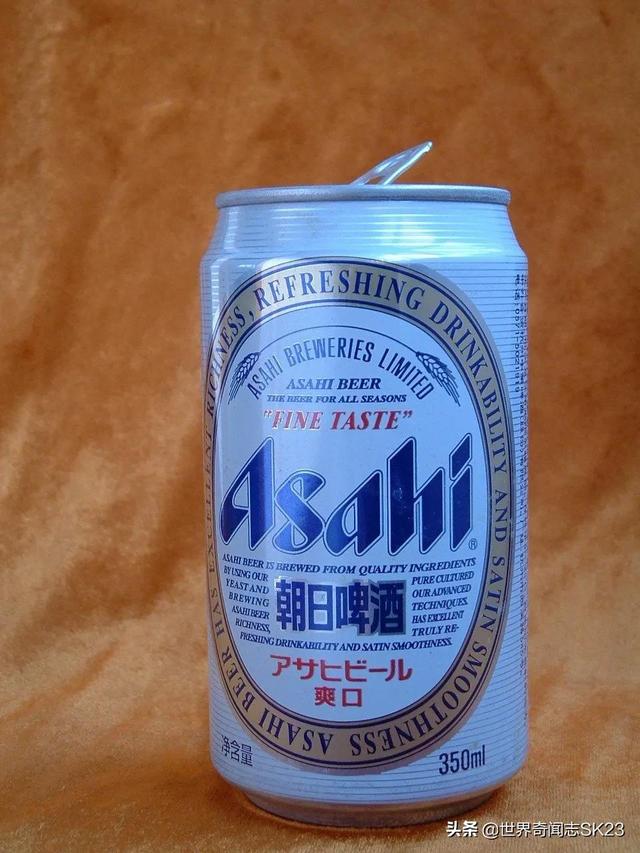 ASAHI BEER HAS EXCELLENT RICHNESS, REFRESHING DRINKABILITY AND SATIN SMOOTHNESS
ASAHI BREWERIES LIMITED
ASAHI BEER
THE BEER FOR ALL SEASONS
"FINE TASTE"
Asahi®
ASAHI BEER IS BREWED FROM QUALITY INGREDIENTS
BY USING OUR PURE CULTURED
YEAST AND OUR ADVANCED
BREWING TECHNIQUES.
ASAHI BEER HAS EXCELLENT
RICHNESS, TRULY RE-
FRESHING DRINKABILITY AND SATIN SMOOTHNESS.
朝日啤酒
アサヒビール
爽口
净含量 350ml
头条 @世界奇闻志SK23